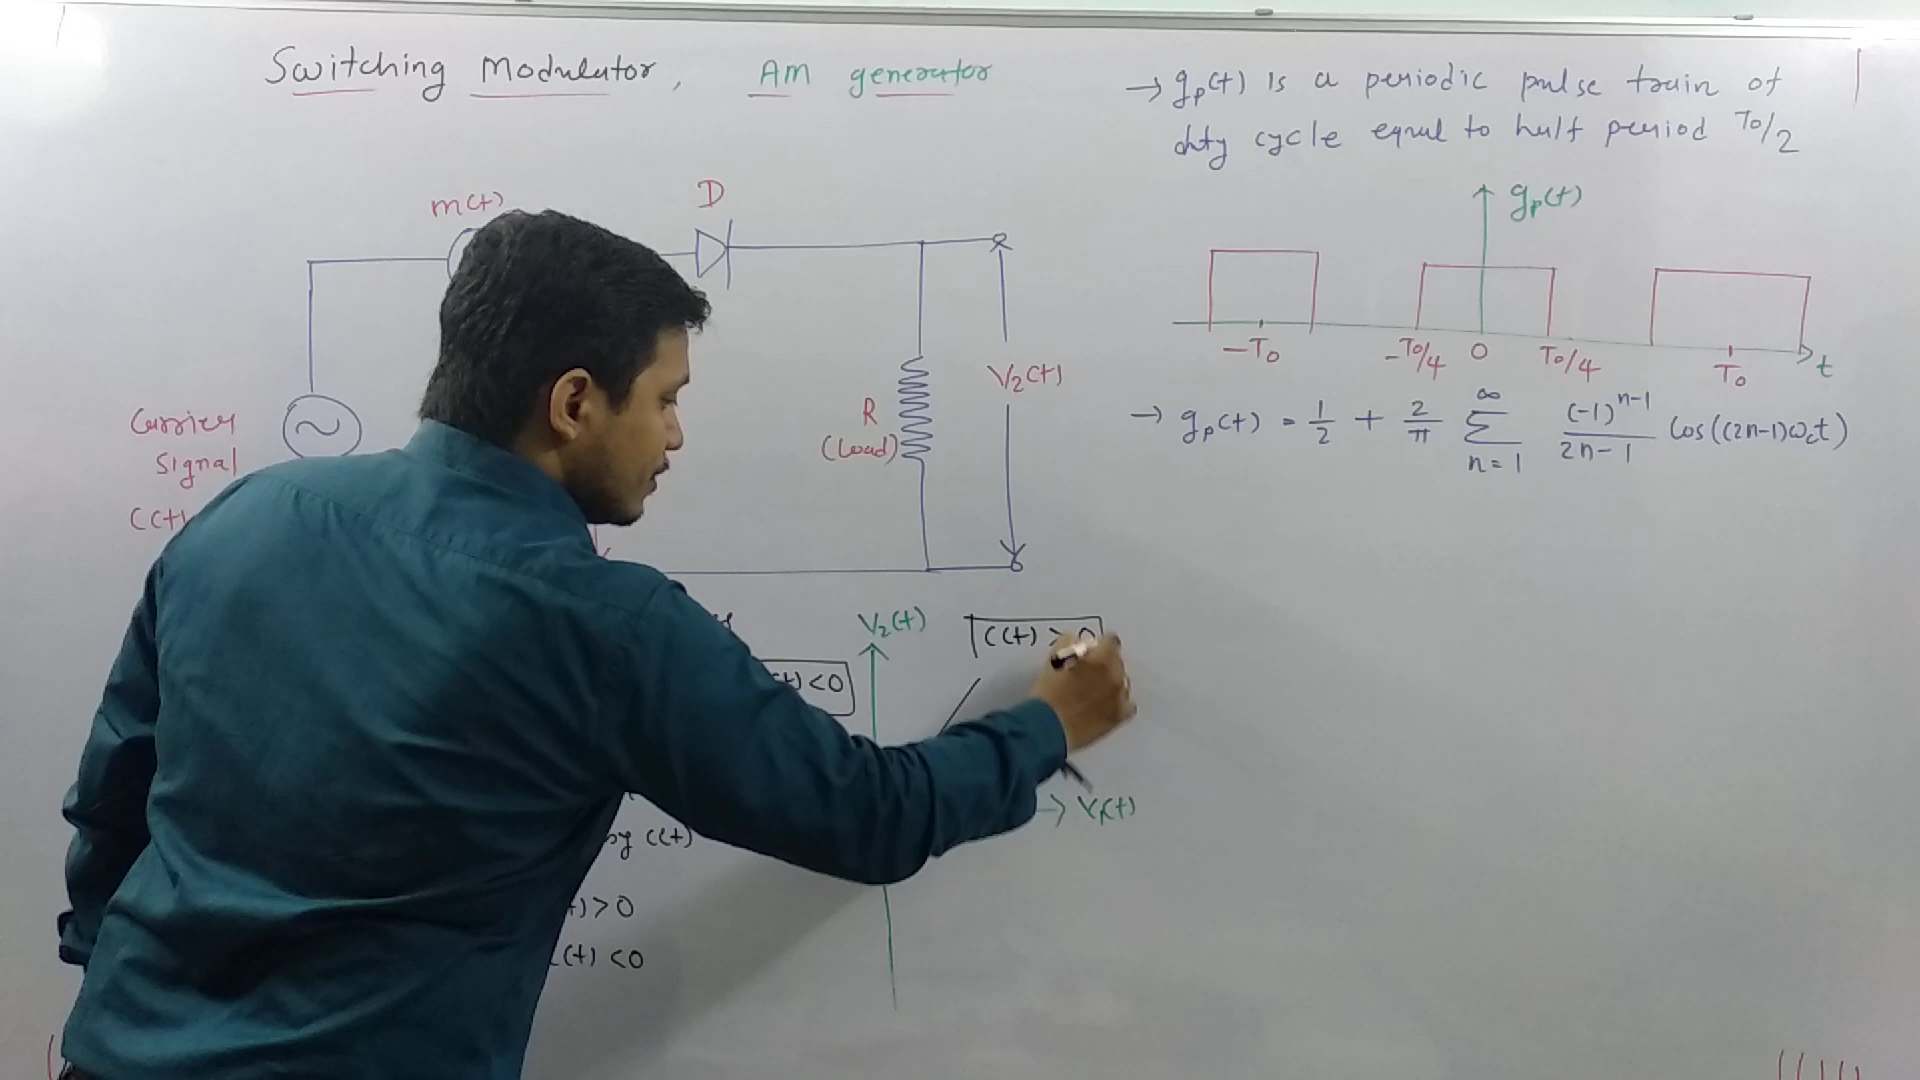 Switching Modulator, AM generator
m(t)
D
Carrier
Signal
C(t)
R
(Load)
V2(t)
V2(t)
C(t) > 0
(t) < 0
→ V1(t)
by C(t)
(t) > 0
C(t) < 0
→ gp(t) is a periodic pulse train of
duty cycle equal to half period T0/2
gp(t)
-T0
-T0/4
0
T0/4
T0
t
→ gp(t) = 1/2 + 2/π ∞∑n=1 (-1)^(n-1)/(2n-1) Cos((2n-1)ωct)